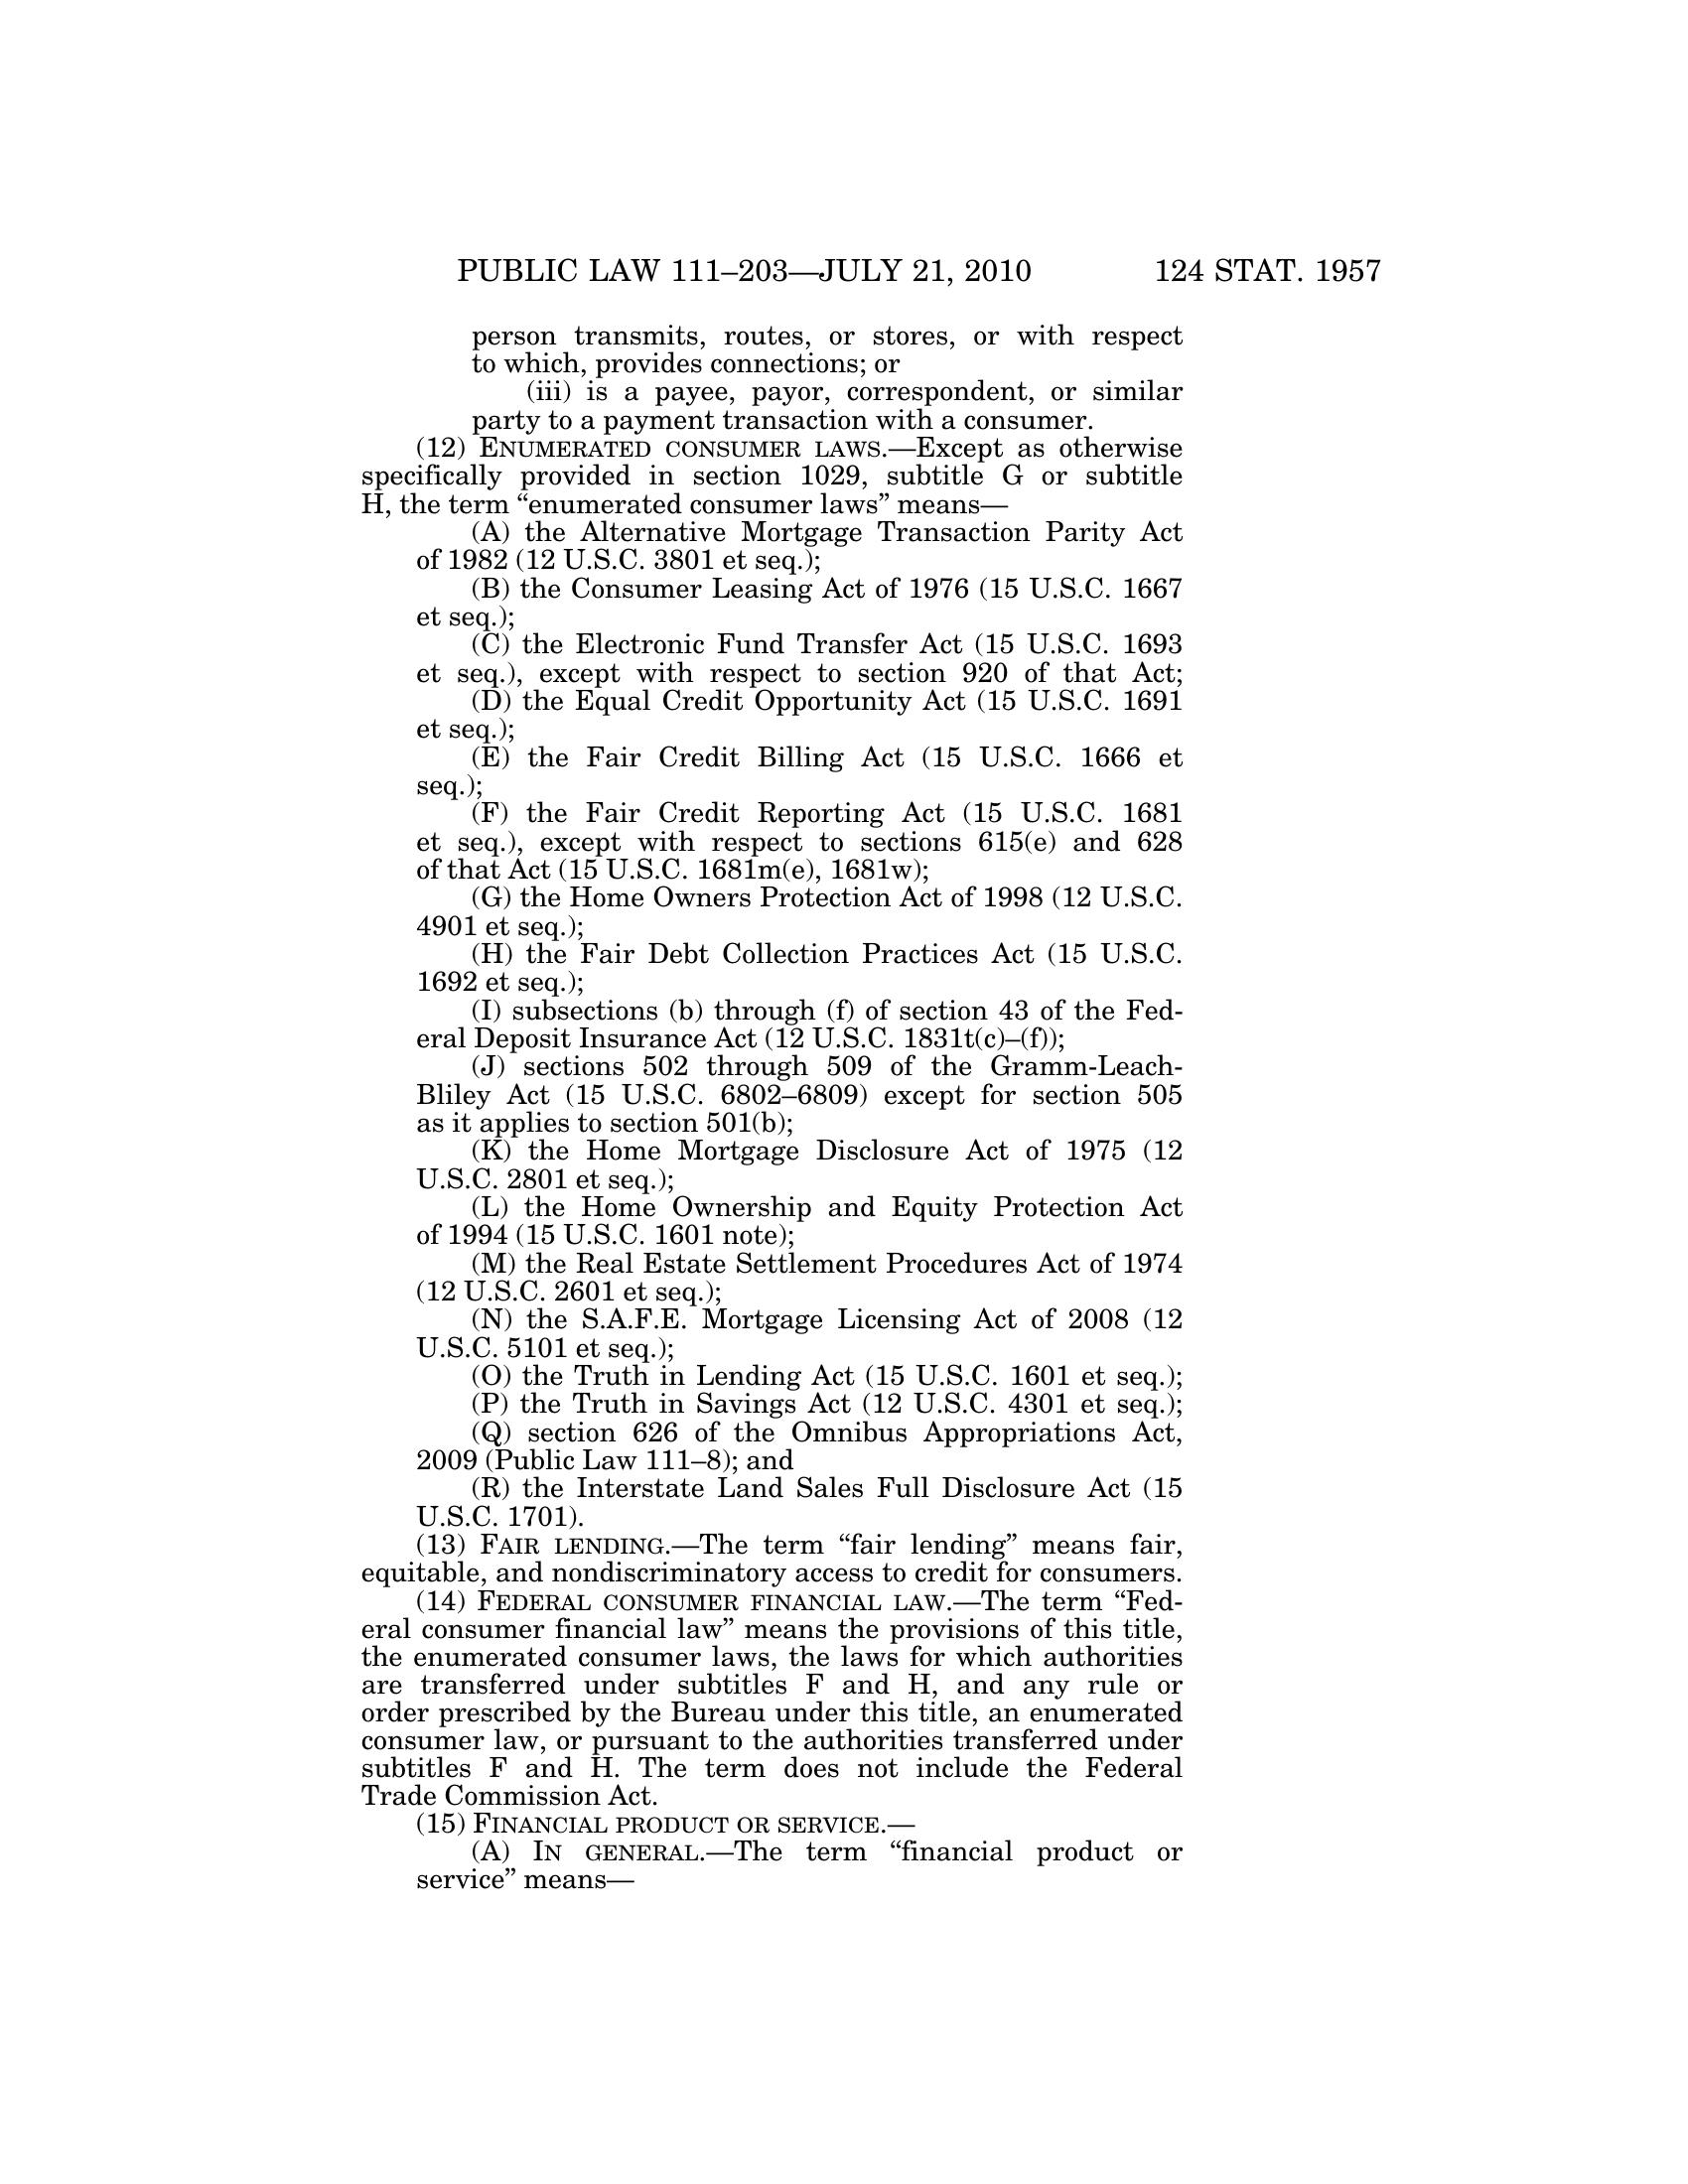 PUBLIC LAW 111–203—JULY 21, 2010 124 STAT. 1957
person transmits, routes, or stores, or with respect
to which, provides connections; or
(iii) is a payee, payor, correspondent, or similar
party to a payment transaction with a consumer.
(12) ENUMERATED CONSUMER LAWS.—Except as otherwise
specifically provided in section 1029, subtitle G or subtitle
H, the term “enumerated consumer laws” means—
(A) the Alternative Mortgage Transaction Parity Act
of 1982 (12 U.S.C. 3801 et seq.);
(B) the Consumer Leasing Act of 1976 (15 U.S.C. 1667
et seq.);
(C) the Electronic Fund Transfer Act (15 U.S.C. 1693
et seq.), except with respect to section 920 of that Act;
(D) the Equal Credit Opportunity Act (15 U.S.C. 1691
et seq.);
(E) the Fair Credit Billing Act (15 U.S.C. 1666 et
seq.);
(F) the Fair Credit Reporting Act (15 U.S.C. 1681
et seq.), except with respect to sections 615(e) and 628
of that Act (15 U.S.C. 1681m(e), 1681w);
(G) the Home Owners Protection Act of 1998 (12 U.S.C.
4901 et seq.);
(H) the Fair Debt Collection Practices Act (15 U.S.C.
1692 et seq.);
(I) subsections (b) through (f) of section 43 of the Fed-
eral Deposit Insurance Act (12 U.S.C. 1831t(c)–(f));
(J) sections 502 through 509 of the Gramm-Leach-
Bliley Act (15 U.S.C. 6802–6809) except for section 505
as it applies to section 501(b);
(K) the Home Mortgage Disclosure Act of 1975 (12
U.S.C. 2801 et seq.);
(L) the Home Ownership and Equity Protection Act
of 1994 (15 U.S.C. 1601 note);
(M) the Real Estate Settlement Procedures Act of 1974
(12 U.S.C. 2601 et seq.);
(N) the S.A.F.E. Mortgage Licensing Act of 2008 (12
U.S.C. 5101 et seq.);
(O) the Truth in Lending Act (15 U.S.C. 1601 et seq.);
(P) the Truth in Savings Act (12 U.S.C. 4301 et seq.);
(Q) section 626 of the Omnibus Appropriations Act,
2009 (Public Law 111–8); and
(R) the Interstate Land Sales Full Disclosure Act (15
U.S.C. 1701).
(13) FAIR LENDING.—The term “fair lending” means fair,
equitable, and nondiscriminatory access to credit for consumers.
(14) FEDERAL CONSUMER FINANCIAL LAW.—The term “Fed-
eral consumer financial law” means the provisions of this title,
the enumerated consumer laws, the laws for which authorities
are transferred under subtitles F and H, and any rule or
order prescribed by the Bureau under this title, an enumerated
consumer law, or pursuant to the authorities transferred under
subtitles F and H. The term does not include the Federal
Trade Commission Act.
(15) FINANCIAL PRODUCT OR SERVICE.—
(A) IN GENERAL.—The term “financial product or
service” means—